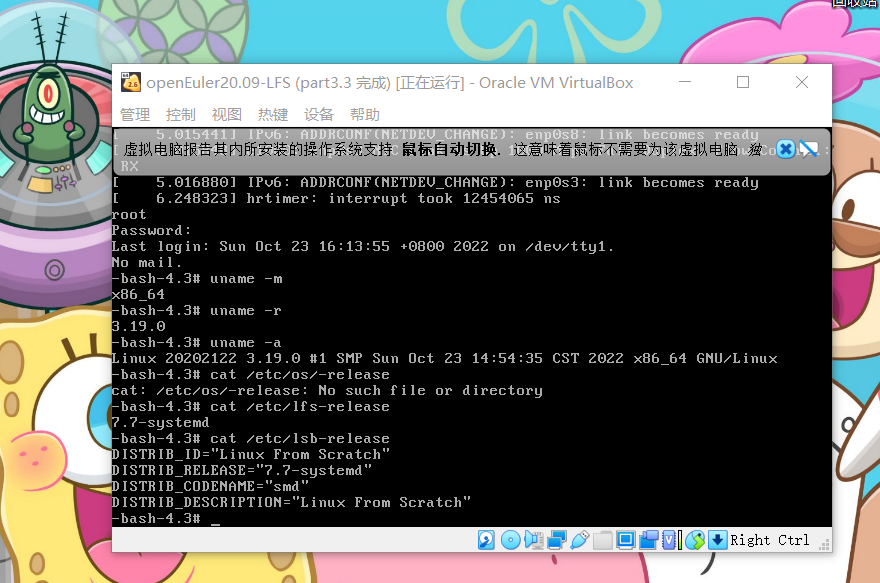 回收站
openEuler20.09-LFS (part3.3 完成) [正在运行] - Oracle VM VirtualBox
管理 控制 视图 热键 设备 帮助
[    5.015441] IPv6: ADDRCONF(NETDEV_CHANGE): enp0s8: link becomes ready
虚拟电脑报告其内所安装的操作系统支持 鼠标自动切换. 这意味着鼠标不需要为该虚拟电脑
RX
[    5.016880] IPv6: ADDRCONF(NETDEV_CHANGE): enp0s3: link becomes ready
[    6.248323] hrtimer: interrupt took 12454065 ns
root
Password:
Last login: Sun Oct 23 16:13:55 +0800 2022 on /dev/tty1.
No mail.
-bash-4.3# uname -m
x86_64
-bash-4.3# uname -r
3.19.0
-bash-4.3# uname -a
Linux 20202122 3.19.0 #1 SMP Sun Oct 23 14:54:35 CST 2022 x86_64 GNU/Linux
-bash-4.3# cat /etc/os/-release
cat: /etc/os/-release: No such file or directory
-bash-4.3# cat /etc/lfs-release
7.7-systemd
-bash-4.3# cat /etc/lsb-release
DISTRIB_ID="Linux From Scratch"
DISTRIB_RELEASE="7.7-systemd"
DISTRIB_CODENAME="smd"
DISTRIB_DESCRIPTION="Linux From Scratch"
-bash-4.3# _
Right Ctrl